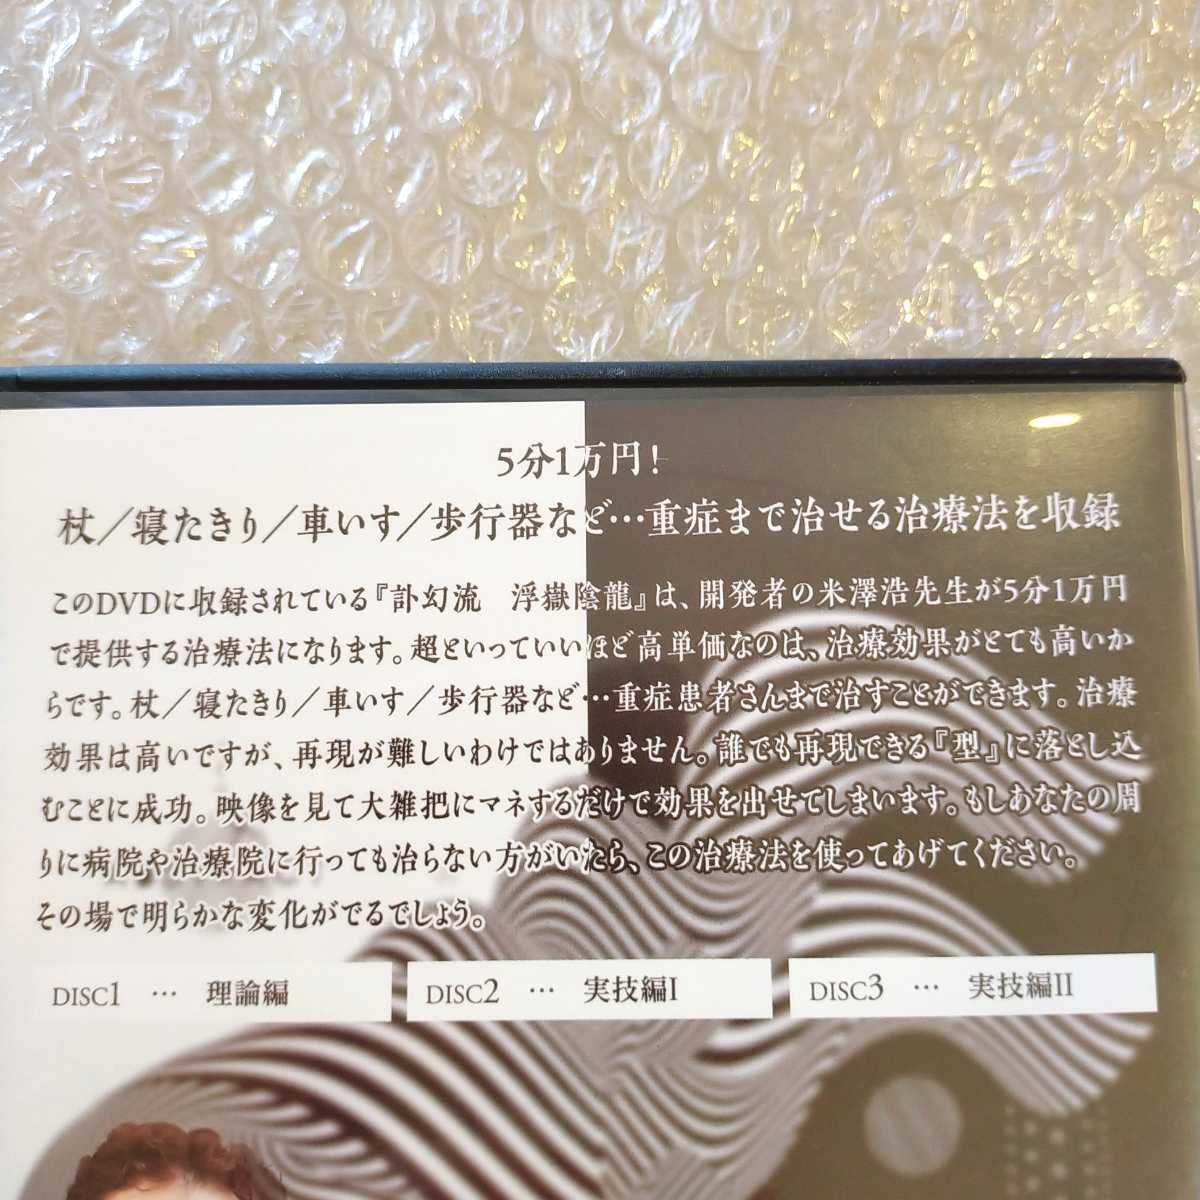 5分1万円!
杖／寝たきり／車いす／歩行器など…重症まで治せる治療法を収録
このDVDに収録されている『訃幻流　浮嶽陰龍』は、開発者の米澤浩先生が5分1万円
で提供する治療法になります。超といっていいほど高単価なのは、治療効果がとても高いか
らです。杖／寝たきり／車いす／歩行器など…重症患者さんまで治すことができます。治療
効果は高いですが、再現が難しいわけではありません。誰でも再現できる『型』に落とし込
むことに成功。映像を見て大雑把にマネするだけで効果を出せてしまいます。もしあなたの周
りに病院や治療院に行っても治らない方がいたら、この治療法を使ってあげてください。
その場で明らかな変化がでるでしょう。
DISC1 … 理論編
DISC2 … 実技編I
DISC3 … 実技編II